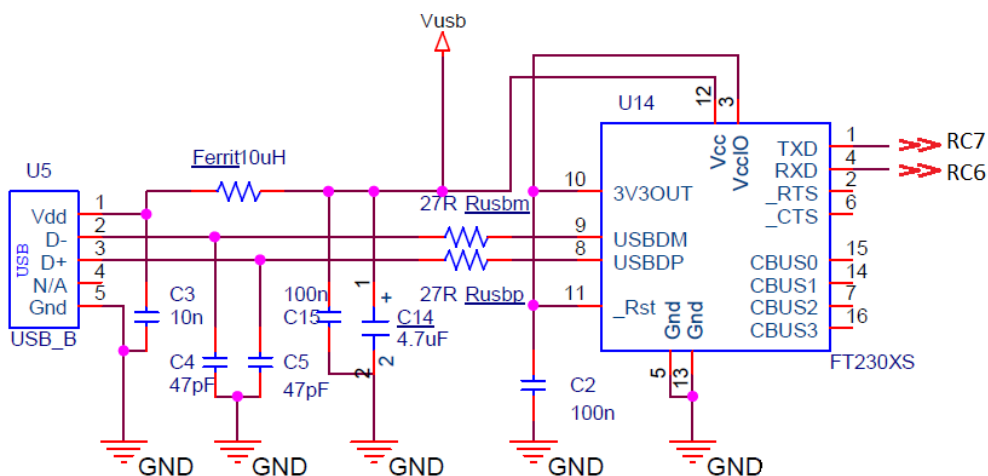 Vusb
U14
12
3
Vcc
VccIO
TXD
1
RC7
RXD
4
RC6
_RTS
2
_CTS
6
10
3V3OUT
U5
Ferrit10uH
Vdd
1
D-
2
D+
3
N/A
4
Gnd
5
USB
USB_B
27R Rusbm
9
USBDM
8
USBDP
27R Rusbp
11
_Rst
CBUS0
15
CBUS1
14
CBUS2
7
CBUS3
16
Gnd
Gnd
5
13
FT230XS
C3
10n
100n
C15
1
+
C14
4.7uF
2
2
C4
47pF
C5
47pF
C2
100n
GND
GND
GND
GND
GND